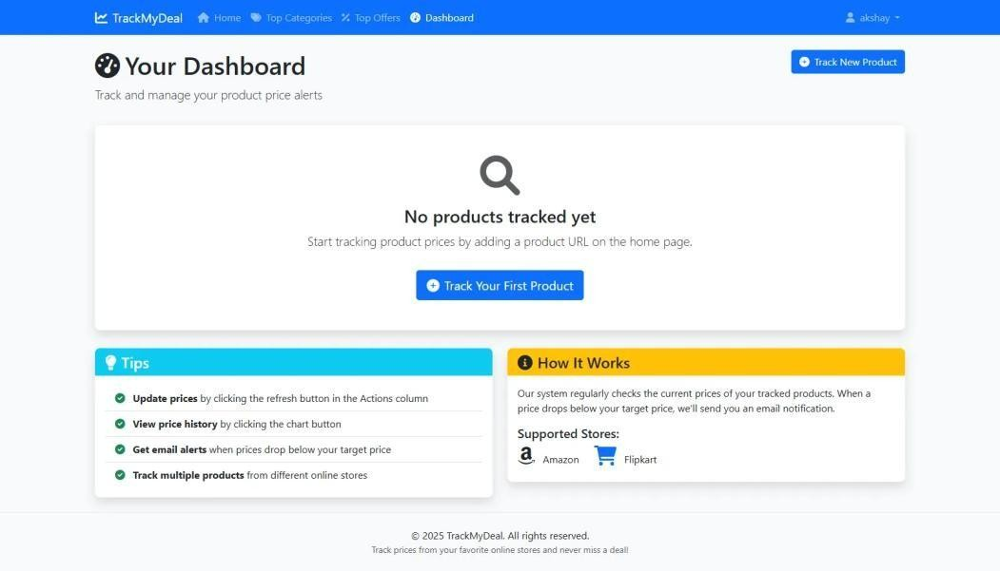 TrackMyDeal Home Top Categories Top Offers Dashboard akshay
Your Dashboard
Track New Product
Track and manage your product price alerts
No products tracked yet
Start tracking product prices by adding a product URL on the home page.
Track Your First Product
Tips
Update prices by clicking the refresh button in the Actions column
View price history by clicking the chart button
Get email alerts when prices drop below your target price
Track multiple products from different online stores
How It Works
Our system regularly checks the current prices of your tracked products. When a
price drops below your target price, we'll send you an email notification.
Supported Stores:
Amazon Flipkart
© 2025 TrackMyDeal. All rights reserved.
Track prices from your favorite online stores and never miss a deal!